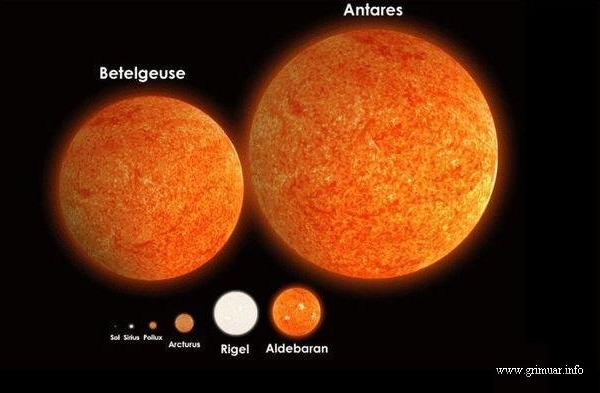 Antares
Betelgeuse
Sol Sirius Pollux
Arcturus
Rigel
Aldebaran
www.grimuar.info